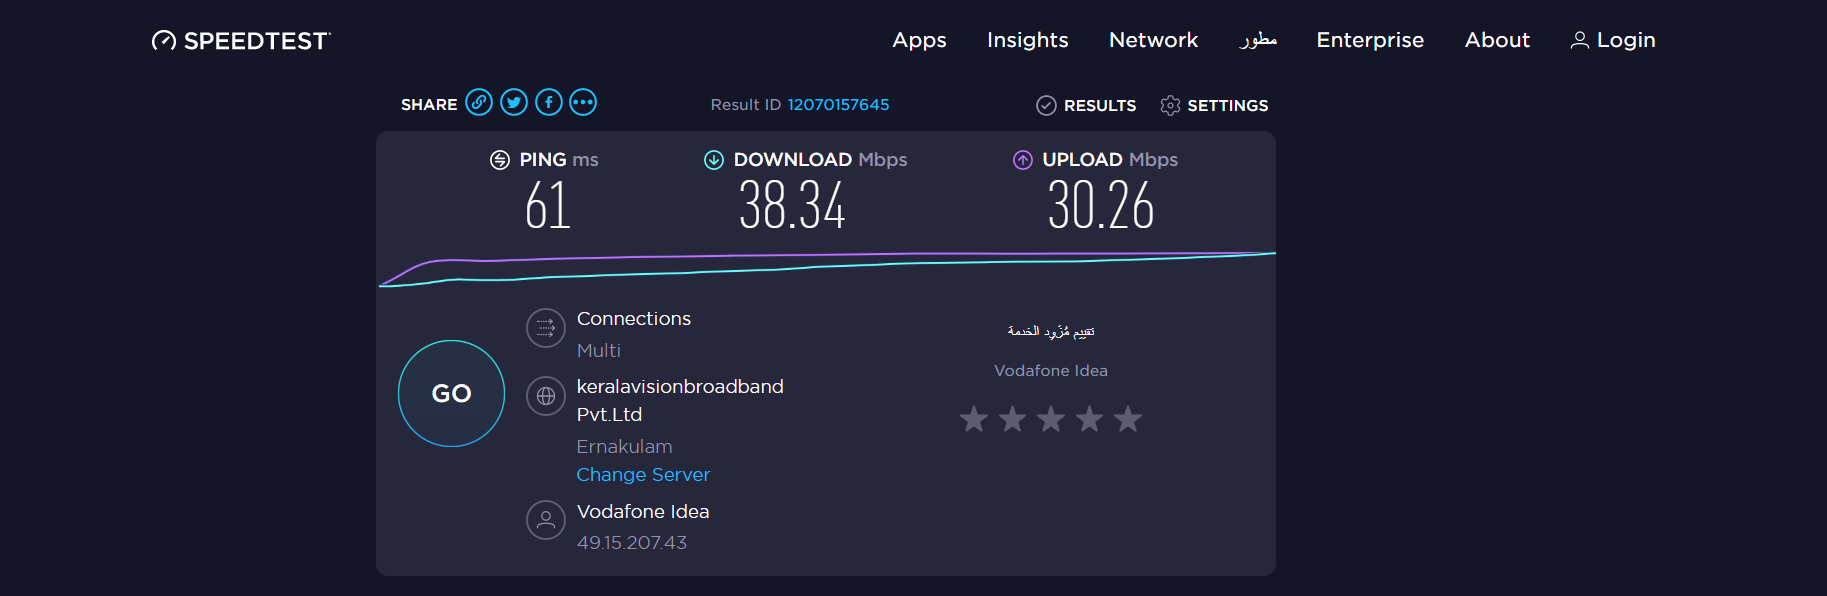 SPEEDTEST
Apps Insights Network مطور Enterprise About Login
SHARE Result ID 12070157645 RESULTS SETTINGS
PING ms DOWNLOAD Mbps UPLOAD Mbps
61 38.34 30.26
GO
Connections
Multi
keralavisionbroadband
Pvt.Ltd
Ernakulam
Change Server
Vodafone Idea
49.15.207.43
تقييم مُزَوِد الخدمة
Vodafone Idea